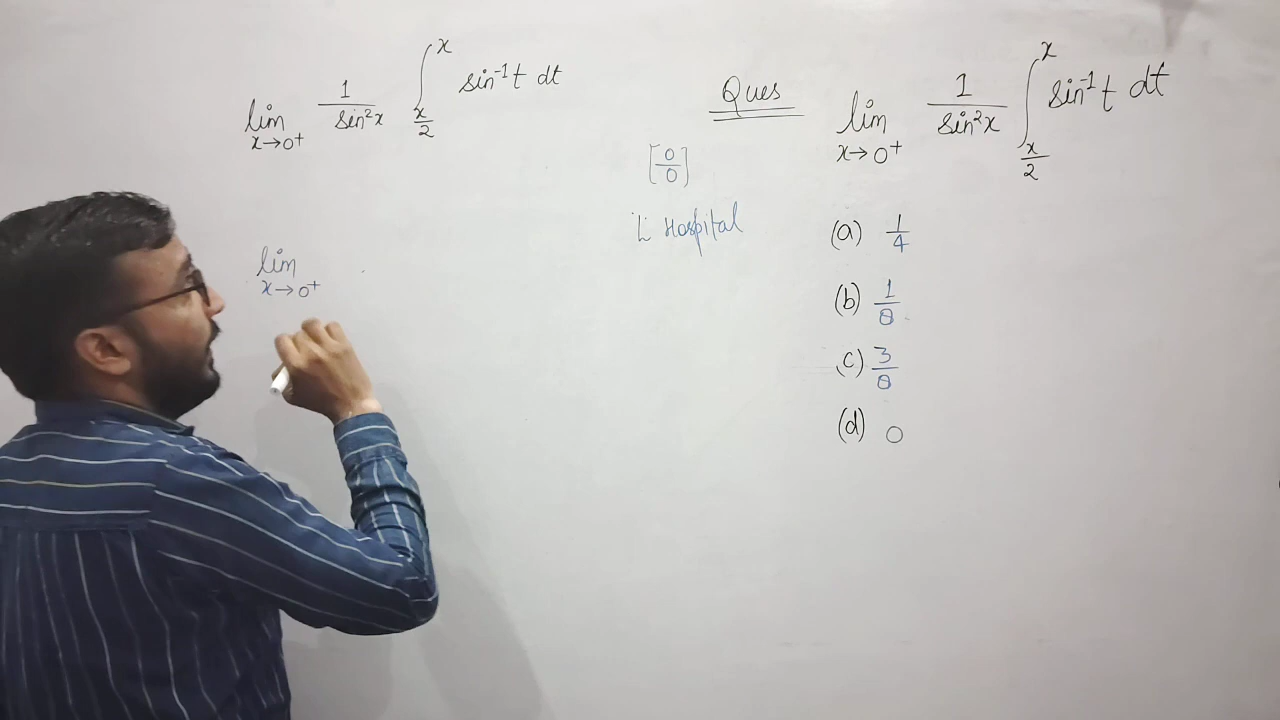 lim x→0⁺ 1/sin²x ∫_{x/2}^{x} sin⁻¹t dt
lim x→0⁺
[0/0]
L' Hospital
Ques lim x→0⁺ 1/sin²x ∫_{x/2}^{x} sin⁻¹t dt
(a) 1/4
(b) 1/8
(c) 3/8
(d) 0